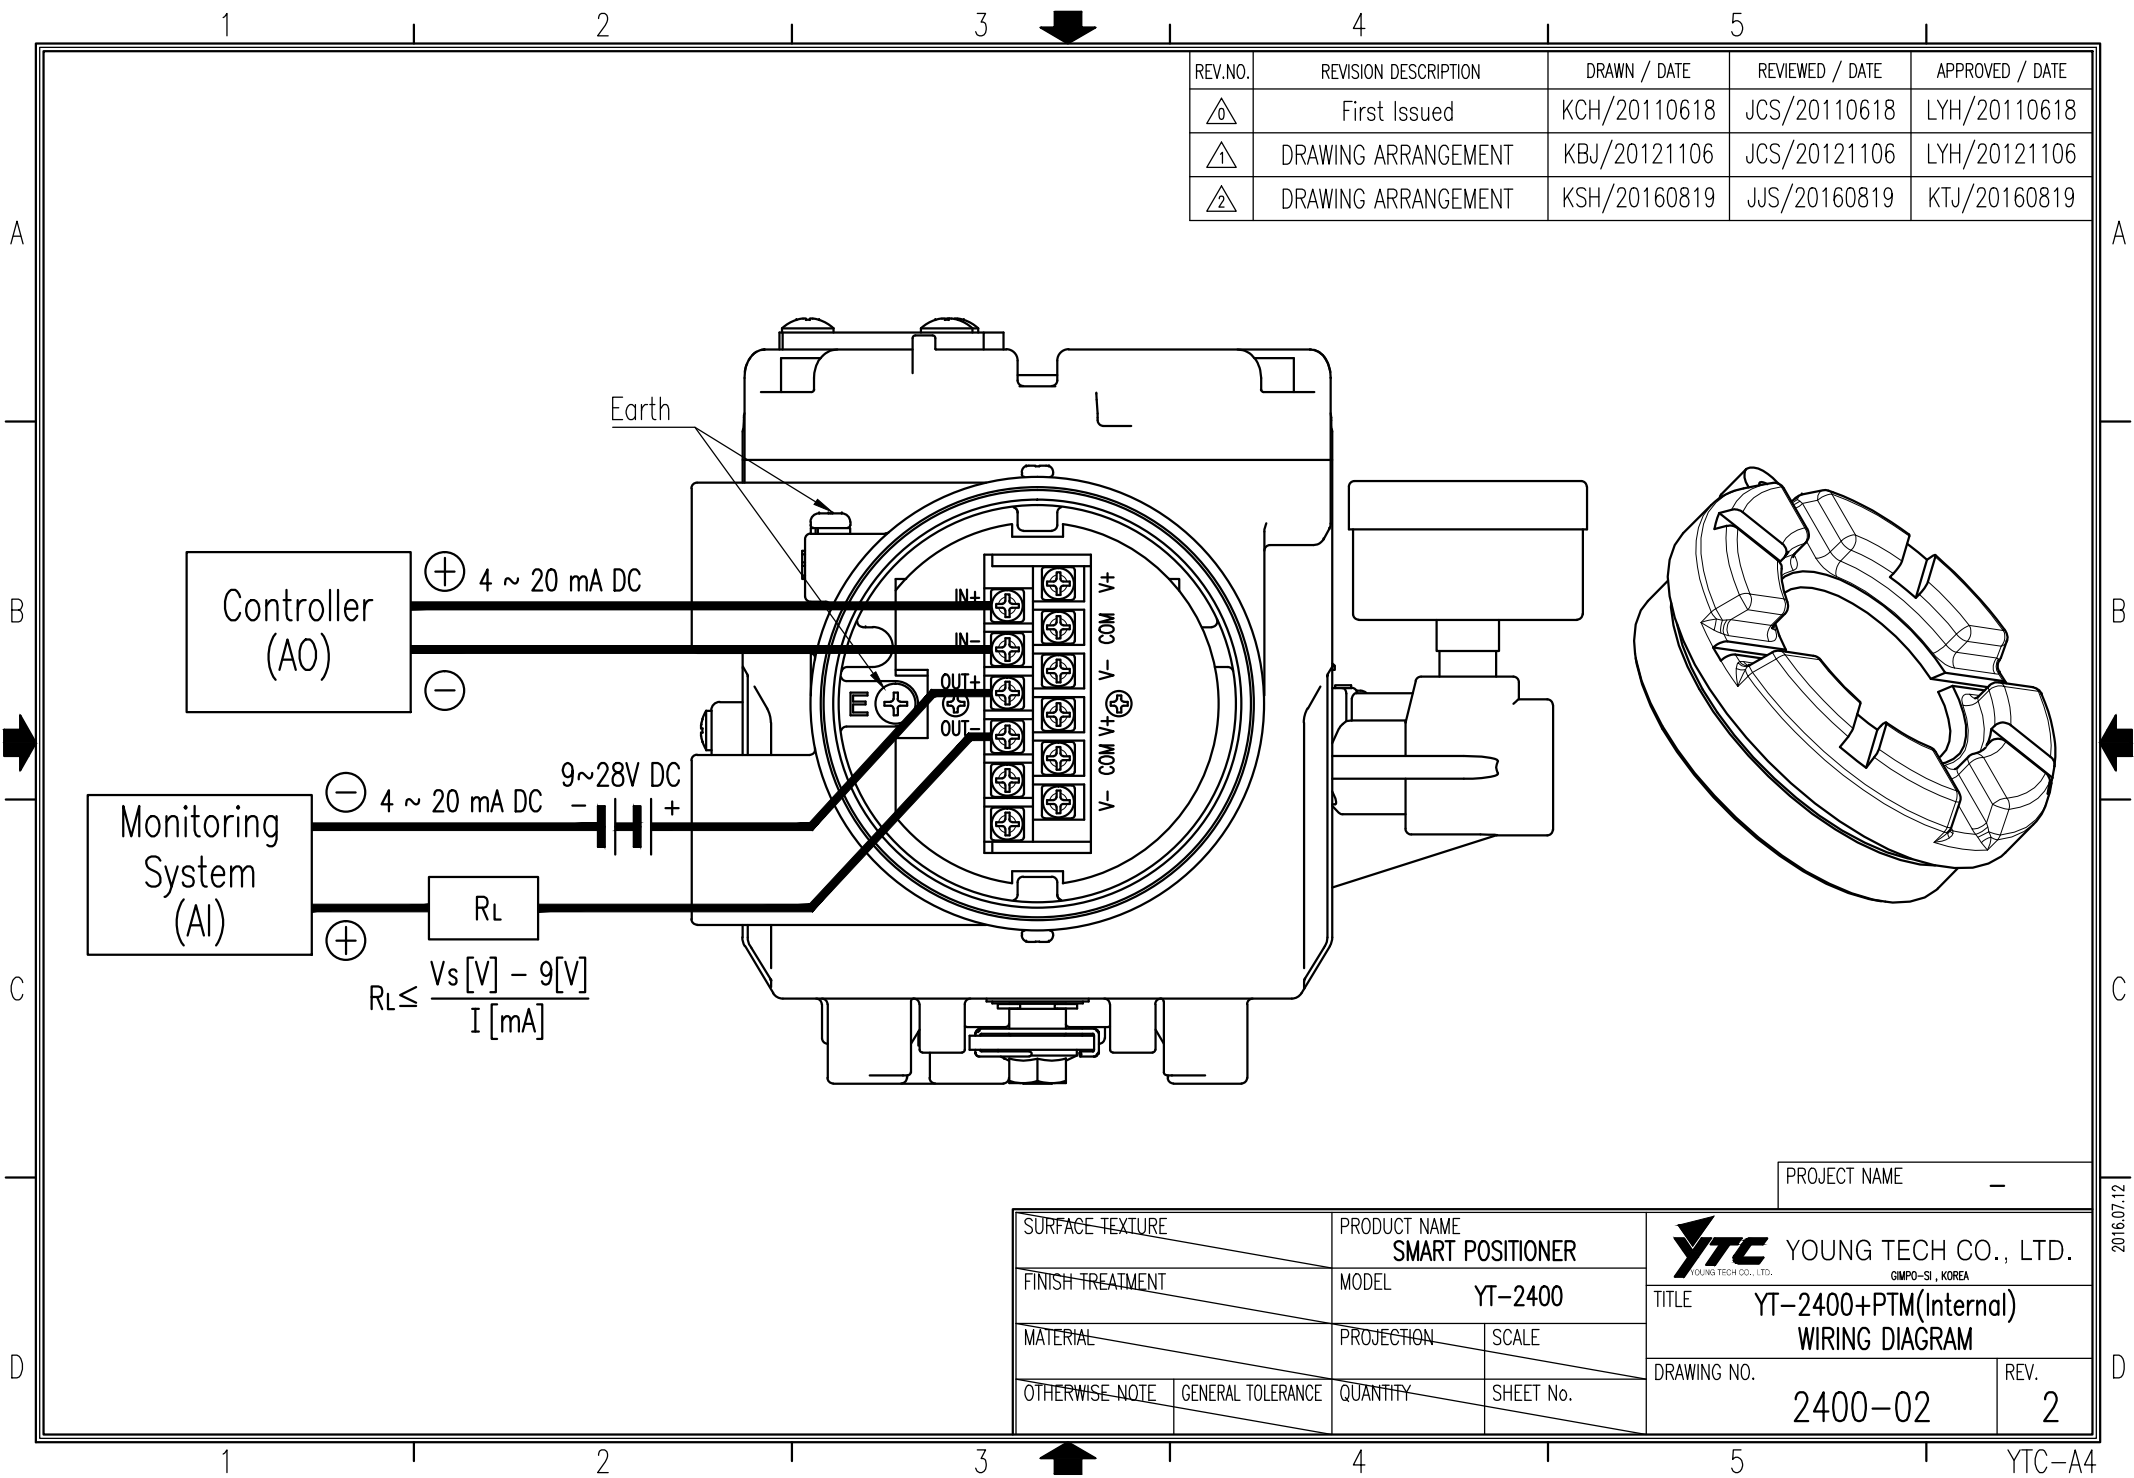 1 2 3 4 5
REV.NO. REVISION DESCRIPTION DRAWN / DATE REVIEWED / DATE APPROVED / DATE
0 First Issued KCH/20110618 JCS/20110618 LYH/20110618
1 DRAWING ARRANGEMENT KBJ/20121106 JCS/20121106 LYH/20121106
2 DRAWING ARRANGEMENT KSH/20160819 JJS/20160819 KTJ/20160819
A A
Earth
Controller
(AO)
+ 4 ~ 20 mA DC
−
B B
IN+
IN-
OUT+
OUT-
E
V+
COM
V-
V+
COM
V-
Monitoring
System
(AI)
− 4 ~ 20 mA DC
9~28V DC
- +
RL
+
RL≤ Vs[V] − 9[V]
I [mA]
C C
PROJECT NAME −
2016.07.12
SURFACE TEXTURE
FINISH TREATMENT
MATERIAL
OTHERWISE NOTE GENERAL TOLERANCE
PRODUCT NAME
SMART POSITIONER
MODEL YT−2400
PROJECTION SCALE
QUANTITY SHEET No.
YTC YOUNG TECH CO., LTD.
YOUNG TECH CO., LTD.
GIMPO−SI , KOREA
TITLE YT−2400+PTM(Internal)
WIRING DIAGRAM
DRAWING NO. 2400−02
REV. 2
D D
1 2 3 4 5
YTC−A4